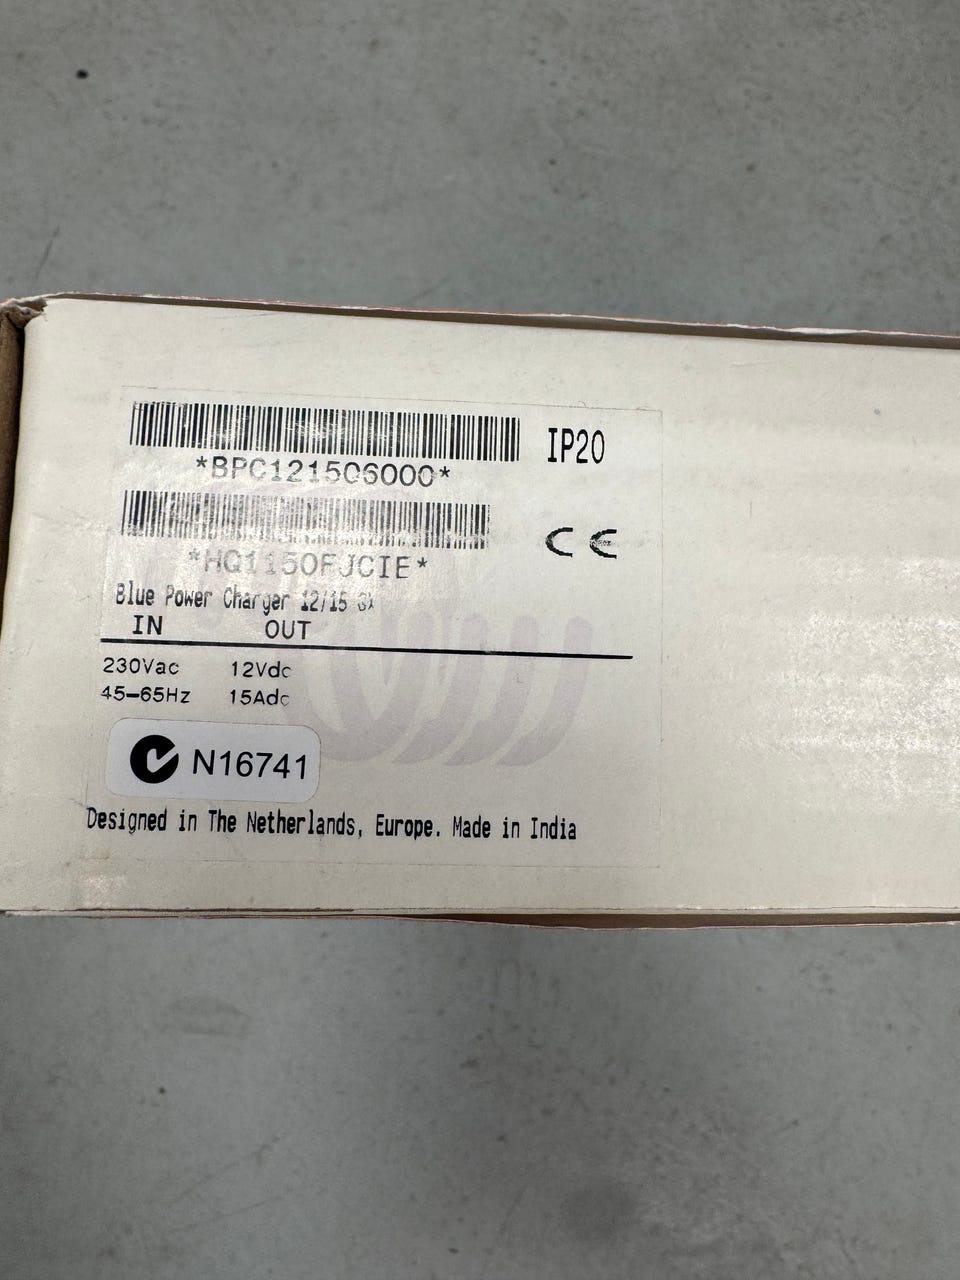 *BPC121506000*
IP20
*HQ1150FJCIE*
CE
Blue Power Charger 12/15
IN OUT
230Vac 12Vdc
45-65Hz 15Adc
N16741
Designed in The Netherlands, Europe. Made in India